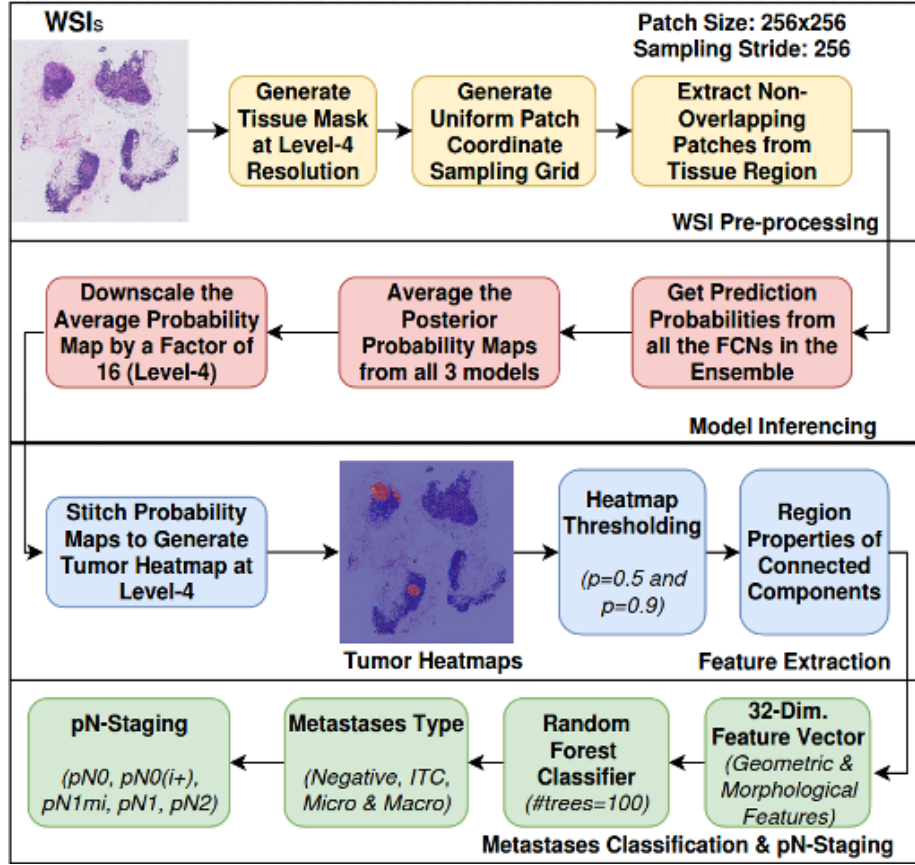 WSIs
Patch Size: 256x256
Sampling Stride: 256
Generate
Tissue Mask
at Level-4
Resolution
Generate
Uniform Patch
Coordinate
Sampling Grid
Extract Non-
Overlapping
Patches from
Tissue Region
WSI Pre-processing
Get Prediction
Probabilities from
all the FCNs in the
Ensemble
Average the
Posterior
Probability Maps
from all 3 models
Downscale the
Average Probability
Map by a Factor of
16 (Level-4)
Model Inferencing
Stitch Probability
Maps to Generate
Tumor Heatmap at
Level-4
Tumor Heatmaps
Heatmap
Thresholding
(p=0.5 and
p=0.9)
Region
Properties of
Connected
Components
Feature Extraction
32-Dim.
Feature Vector
(Geometric &
Morphological
Features)
Random
Forest
Classifier
(#trees=100)
Metastases Type
(Negative, ITC,
Micro & Macro)
pN-Staging
(pN0, pN0(i+),
pN1mi, pN1, pN2)
Metastases Classification & pN-Staging